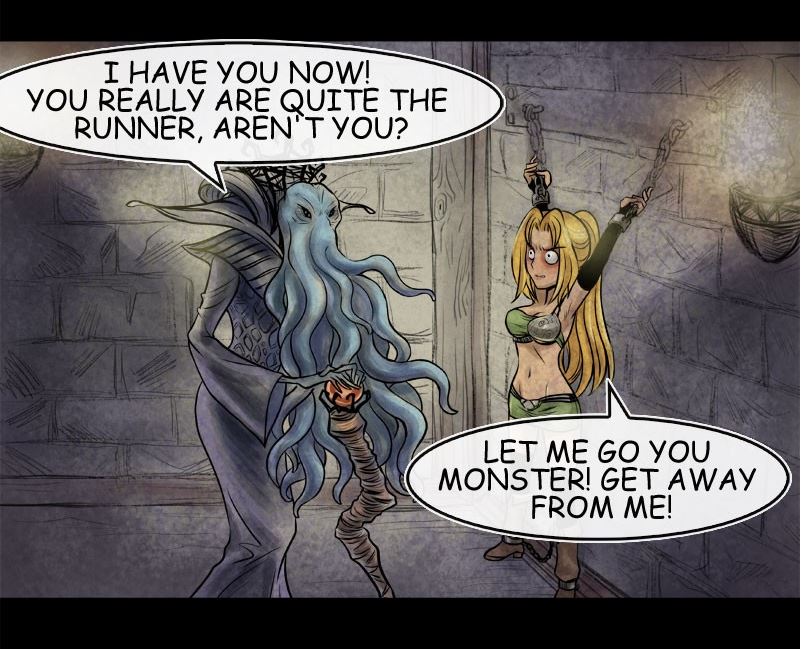 I HAVE YOU NOW!
YOU REALLY ARE QUITE THE
RUNNER, AREN'T YOU?
LET ME GO YOU
MONSTER! GET AWAY
FROM ME!